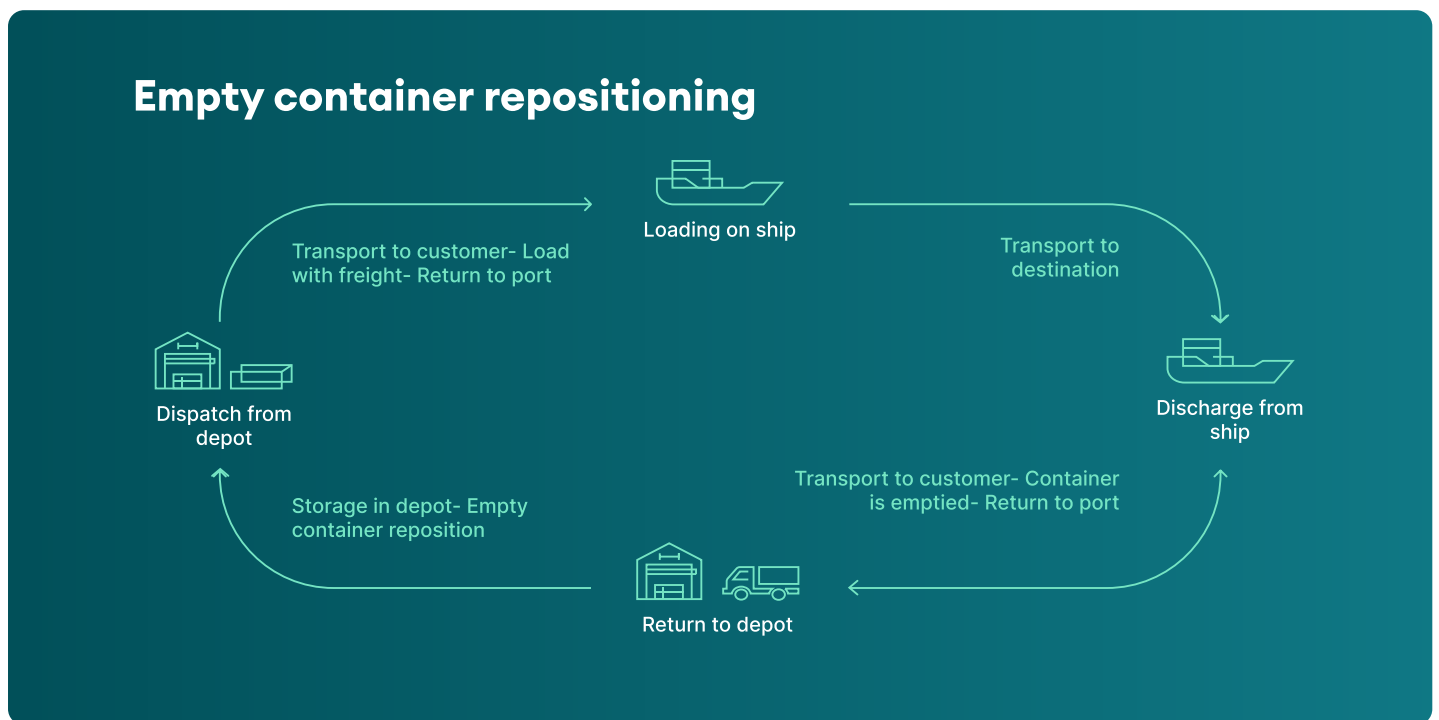 Empty container repositioning
Loading on ship
Transport to customer- Load
with freight- Return to port
Transport to
destination
Dispatch from
depot
Discharge from
ship
Transport to customer- Container
is emptied- Return to port
Storage in depot- Empty
container reposition
Return to depot